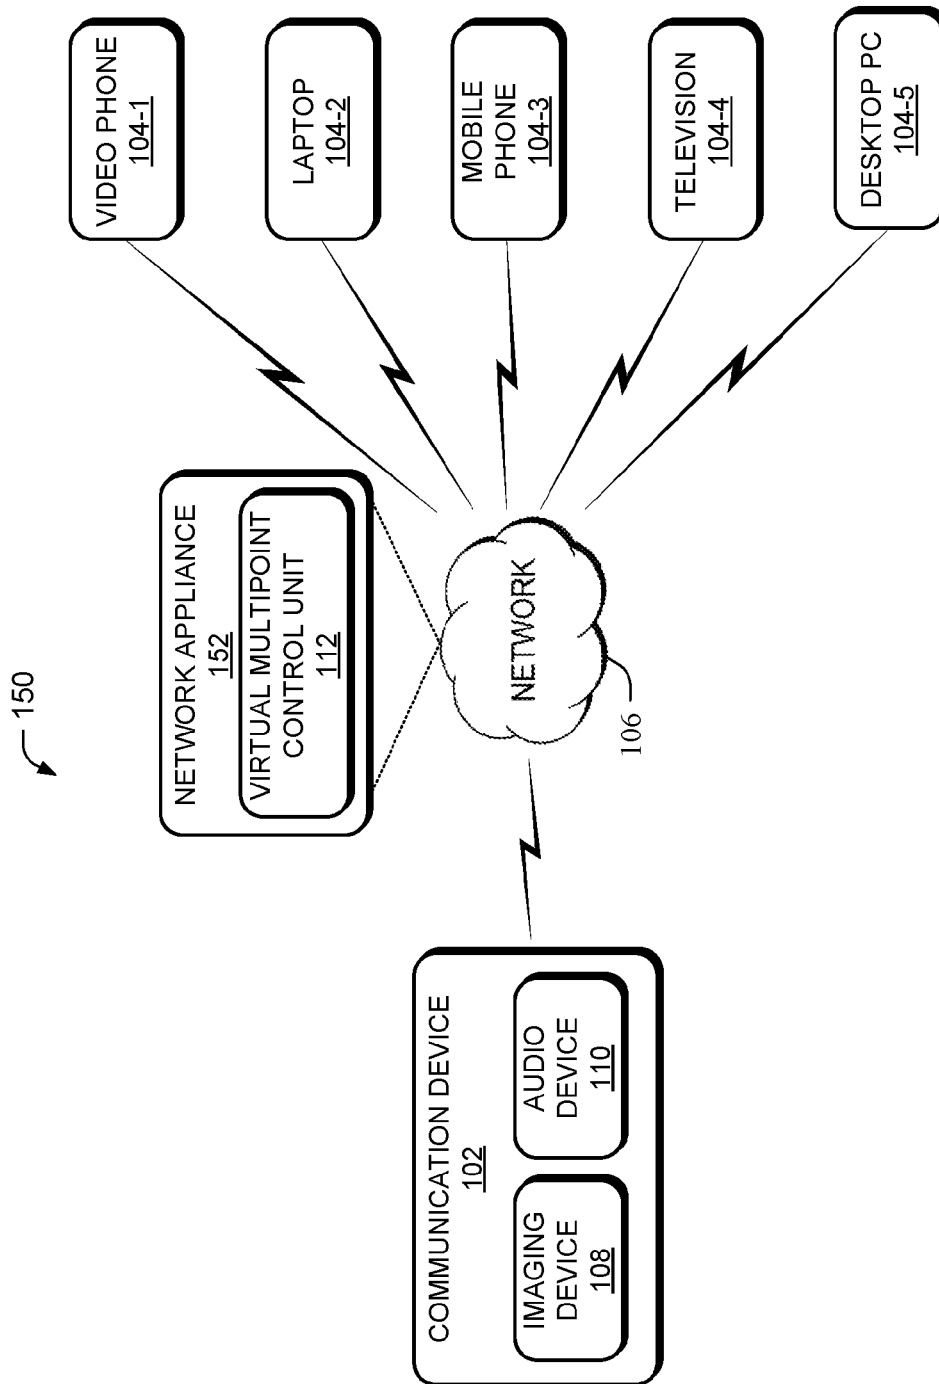 150
NETWORK APPLIANCE
152
VIRTUAL MULTIPOINT
CONTROL UNIT
112
COMMUNICATION DEVICE
102
IMAGING
DEVICE
108
AUDIO
DEVICE
110
NETWORK
106
VIDEO PHONE
104-1
LAPTOP
104-2
MOBILE
PHONE
104-3
TELEVISION
104-4
DESKTOP PC
104-5